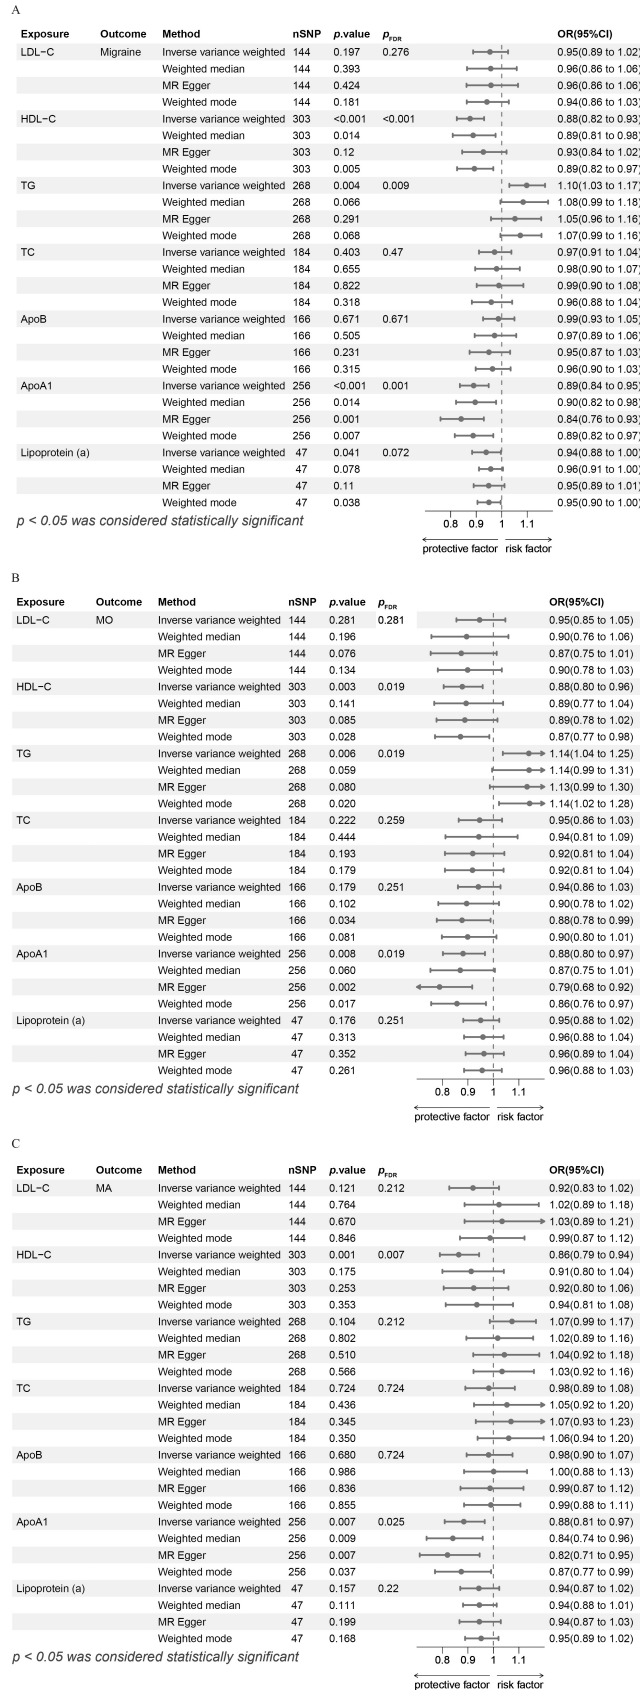 A
Exposure Outcome Method nSNP p.value pFDR OR(95%CI)
LDL−C Migraine Inverse variance weighted 144 0.197 0.276 0.95(0.89 to 1.02)
Weighted median 144 0.393 0.96(0.86 to 1.06)
MR Egger 144 0.424 0.96(0.86 to 1.06)
Weighted mode 144 0.181 0.94(0.86 to 1.03)
HDL−C Inverse variance weighted 303 <0.001 <0.001 0.88(0.82 to 0.93)
Weighted median 303 0.014 0.89(0.81 to 0.98)
MR Egger 303 0.12 0.93(0.84 to 1.02)
Weighted mode 303 0.005 0.89(0.82 to 0.97)
TG Inverse variance weighted 268 0.004 0.009 1.10(1.03 to 1.17)
Weighted median 268 0.066 1.08(0.99 to 1.18)
MR Egger 268 0.291 1.05(0.96 to 1.16)
Weighted mode 268 0.068 1.07(0.99 to 1.16)
TC Inverse variance weighted 184 0.403 0.47 0.97(0.91 to 1.04)
Weighted median 184 0.655 0.98(0.90 to 1.07)
MR Egger 184 0.822 0.99(0.90 to 1.08)
Weighted mode 184 0.318 0.96(0.88 to 1.04)
ApoB Inverse variance weighted 166 0.671 0.671 0.99(0.93 to 1.05)
Weighted median 166 0.505 0.97(0.89 to 1.06)
MR Egger 166 0.231 0.95(0.87 to 1.03)
Weighted mode 166 0.315 0.96(0.90 to 1.03)
ApoA1 Inverse variance weighted 256 <0.001 0.001 0.89(0.84 to 0.95)
Weighted median 256 0.014 0.90(0.82 to 0.98)
MR Egger 256 0.001 0.84(0.76 to 0.93)
Weighted mode 256 0.007 0.89(0.82 to 0.97)
Lipoprotein (a) Inverse variance weighted 47 0.041 0.072 0.94(0.88 to 1.00)
Weighted median 47 0.078 0.96(0.91 to 1.00)
MR Egger 47 0.11 0.95(0.89 to 1.01)
Weighted mode 47 0.038 0.95(0.90 to 1.00)
p < 0.05 was considered statistically significant
0.8 0.9 1 1.1
protective factor risk factor
B
Exposure Outcome Method nSNP p.value pFDR OR(95%CI)
LDL−C MO Inverse variance weighted 144 0.281 0.281 0.95(0.85 to 1.05)
Weighted median 144 0.196 0.90(0.76 to 1.06)
MR Egger 144 0.076 0.87(0.75 to 1.01)
Weighted mode 144 0.134 0.90(0.78 to 1.03)
HDL−C Inverse variance weighted 303 0.003 0.019 0.88(0.80 to 0.96)
Weighted median 303 0.141 0.89(0.77 to 1.04)
MR Egger 303 0.085 0.89(0.78 to 1.02)
Weighted mode 303 0.028 0.87(0.77 to 0.98)
TG Inverse variance weighted 268 0.006 0.019 1.14(1.04 to 1.25)
Weighted median 268 0.059 1.14(0.99 to 1.31)
MR Egger 268 0.080 1.13(0.99 to 1.30)
Weighted mode 268 0.020 1.14(1.02 to 1.28)
TC Inverse variance weighted 184 0.222 0.259 0.95(0.86 to 1.03)
Weighted median 184 0.444 0.94(0.81 to 1.09)
MR Egger 184 0.193 0.92(0.81 to 1.04)
Weighted mode 184 0.179 0.92(0.81 to 1.04)
ApoB Inverse variance weighted 166 0.179 0.251 0.94(0.86 to 1.03)
Weighted median 166 0.102 0.90(0.78 to 1.02)
MR Egger 166 0.034 0.88(0.78 to 0.99)
Weighted mode 166 0.081 0.90(0.80 to 1.01)
ApoA1 Inverse variance weighted 256 0.008 0.019 0.88(0.80 to 0.97)
Weighted median 256 0.060 0.87(0.75 to 1.01)
MR Egger 256 0.002 0.79(0.68 to 0.92)
Weighted mode 256 0.017 0.86(0.76 to 0.97)
Lipoprotein (a) Inverse variance weighted 47 0.176 0.251 0.95(0.88 to 1.02)
Weighted median 47 0.313 0.96(0.88 to 1.04)
MR Egger 47 0.352 0.96(0.89 to 1.04)
Weighted mode 47 0.261 0.96(0.88 to 1.03)
p < 0.05 was considered statistically significant
0.8 0.9 1 1.1
protective factor risk factor
C
Exposure Outcome Method nSNP p.value pFDR OR(95%CI)
LDL−C MA Inverse variance weighted 144 0.121 0.212 0.92(0.83 to 1.02)
Weighted median 144 0.764 1.02(0.89 to 1.18)
MR Egger 144 0.670 1.03(0.89 to 1.21)
Weighted mode 144 0.846 0.99(0.87 to 1.12)
HDL−C Inverse variance weighted 303 0.001 0.007 0.86(0.79 to 0.94)
Weighted median 303 0.175 0.91(0.80 to 1.04)
MR Egger 303 0.253 0.92(0.80 to 1.06)
Weighted mode 303 0.353 0.94(0.81 to 1.08)
TG Inverse variance weighted 268 0.104 0.212 1.07(0.99 to 1.17)
Weighted median 268 0.802 1.02(0.89 to 1.16)
MR Egger 268 0.510 1.04(0.92 to 1.18)
Weighted mode 268 0.566 1.03(0.92 to 1.16)
TC Inverse variance weighted 184 0.724 0.724 0.98(0.89 to 1.08)
Weighted median 184 0.436 1.05(0.92 to 1.20)
MR Egger 184 0.345 1.07(0.93 to 1.23)
Weighted mode 184 0.350 1.06(0.94 to 1.20)
ApoB Inverse variance weighted 166 0.680 0.724 0.98(0.90 to 1.07)
Weighted median 166 0.986 1.00(0.88 to 1.13)
MR Egger 166 0.836 0.99(0.87 to 1.12)
Weighted mode 166 0.855 0.99(0.88 to 1.11)
ApoA1 Inverse variance weighted 256 0.007 0.025 0.88(0.81 to 0.97)
Weighted median 256 0.009 0.84(0.74 to 0.96)
MR Egger 256 0.007 0.82(0.71 to 0.95)
Weighted mode 256 0.037 0.87(0.77 to 0.99)
Lipoprotein (a) Inverse variance weighted 47 0.157 0.22 0.94(0.87 to 1.02)
Weighted median 47 0.111 0.94(0.88 to 1.01)
MR Egger 47 0.199 0.94(0.87 to 1.03)
Weighted mode 47 0.168 0.95(0.89 to 1.02)
p < 0.05 was considered statistically significant
0.8 0.9 1 1.1
protective factor risk factor